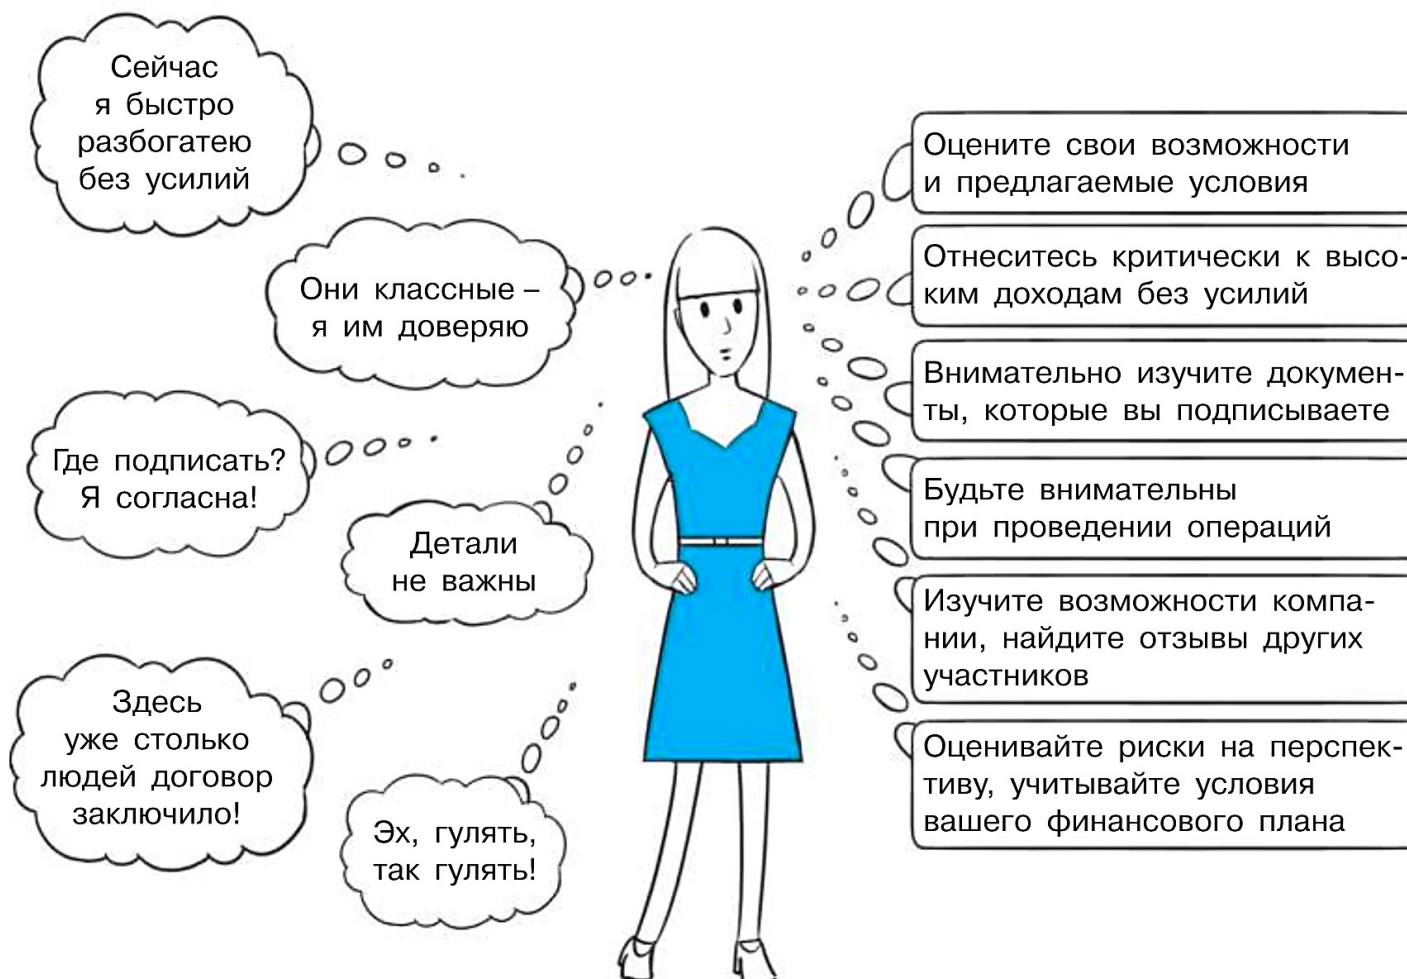 Сейчас
я быстро
разбогатею
без усилий
Они классные –
я им доверяю
Где подписать?
Я согласна!
Детали
не важны
Здесь
уже столько
людей договор
заключило!
Эх, гулять,
так гулять!
Оцените свои возможности
и предлагаемые условия
Отнеситесь критически к высо-
ким доходам без усилий
Внимательно изучите докумен-
ты, которые вы подписываете
Будьте внимательны
при проведении операций
Изучите возможности компа-
нии, найдите отзывы других
участников
Оценивайте риски на перспек-
тиву, учитывайте условия
вашего финансового плана